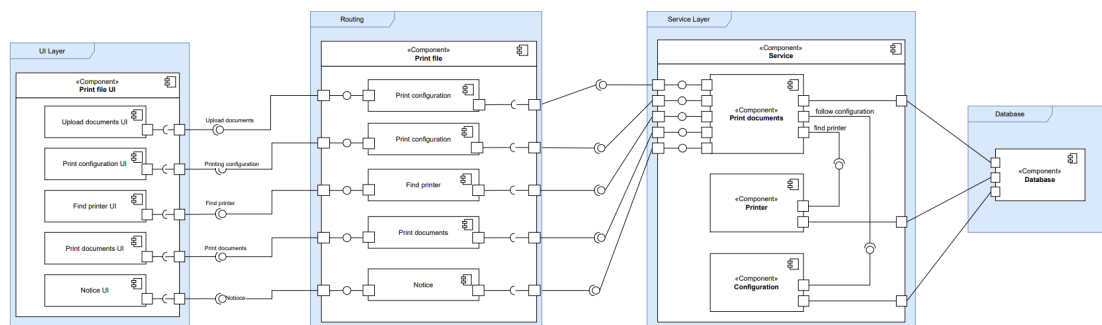 UI Layer
«Component»
Print file UI
Upload documents UI
Print configuration UI
Find printer UI
Print documents UI
Notice UI
Upload documents
Printing configuration
Find printer
Print documents
Notioce
Routing
«Component»
Print file
Print configuration
Print configuration
Find printer
Print documents
Notice
Service Layer
«Component»
Service
«Component»
Print documents
follow configuration
find printer
«Component»
Printer
«Component»
Configuration
Database
«Component»
Database